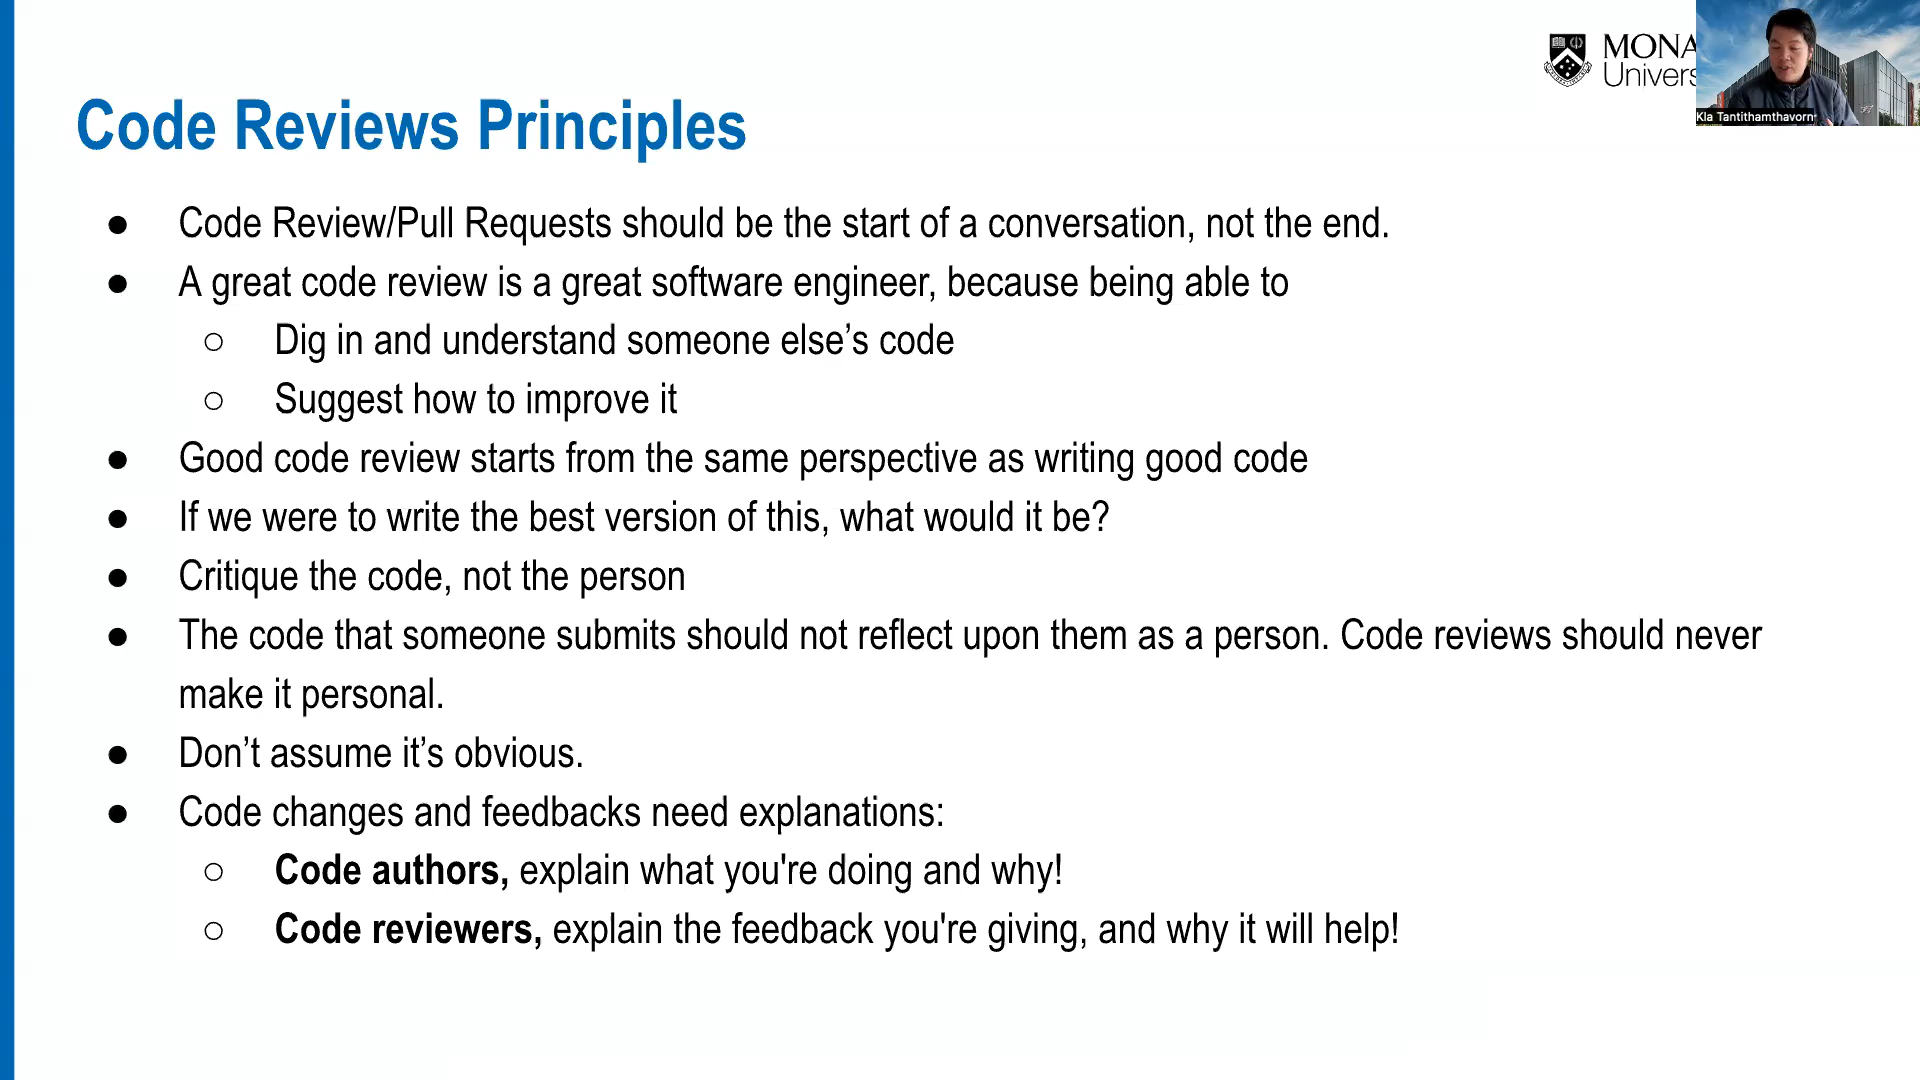 MONA
Univers
Kla Tantithamthavorn
Code Reviews Principles
● Code Review/Pull Requests should be the start of a conversation, not the end.
● A great code review is a great software engineer, because being able to
○ Dig in and understand someone else’s code
○ Suggest how to improve it
● Good code review starts from the same perspective as writing good code
● If we were to write the best version of this, what would it be?
● Critique the code, not the person
● The code that someone submits should not reflect upon them as a person. Code reviews should never
make it personal.
● Don’t assume it’s obvious.
● Code changes and feedbacks need explanations:
○ Code authors, explain what you're doing and why!
○ Code reviewers, explain the feedback you're giving, and why it will help!